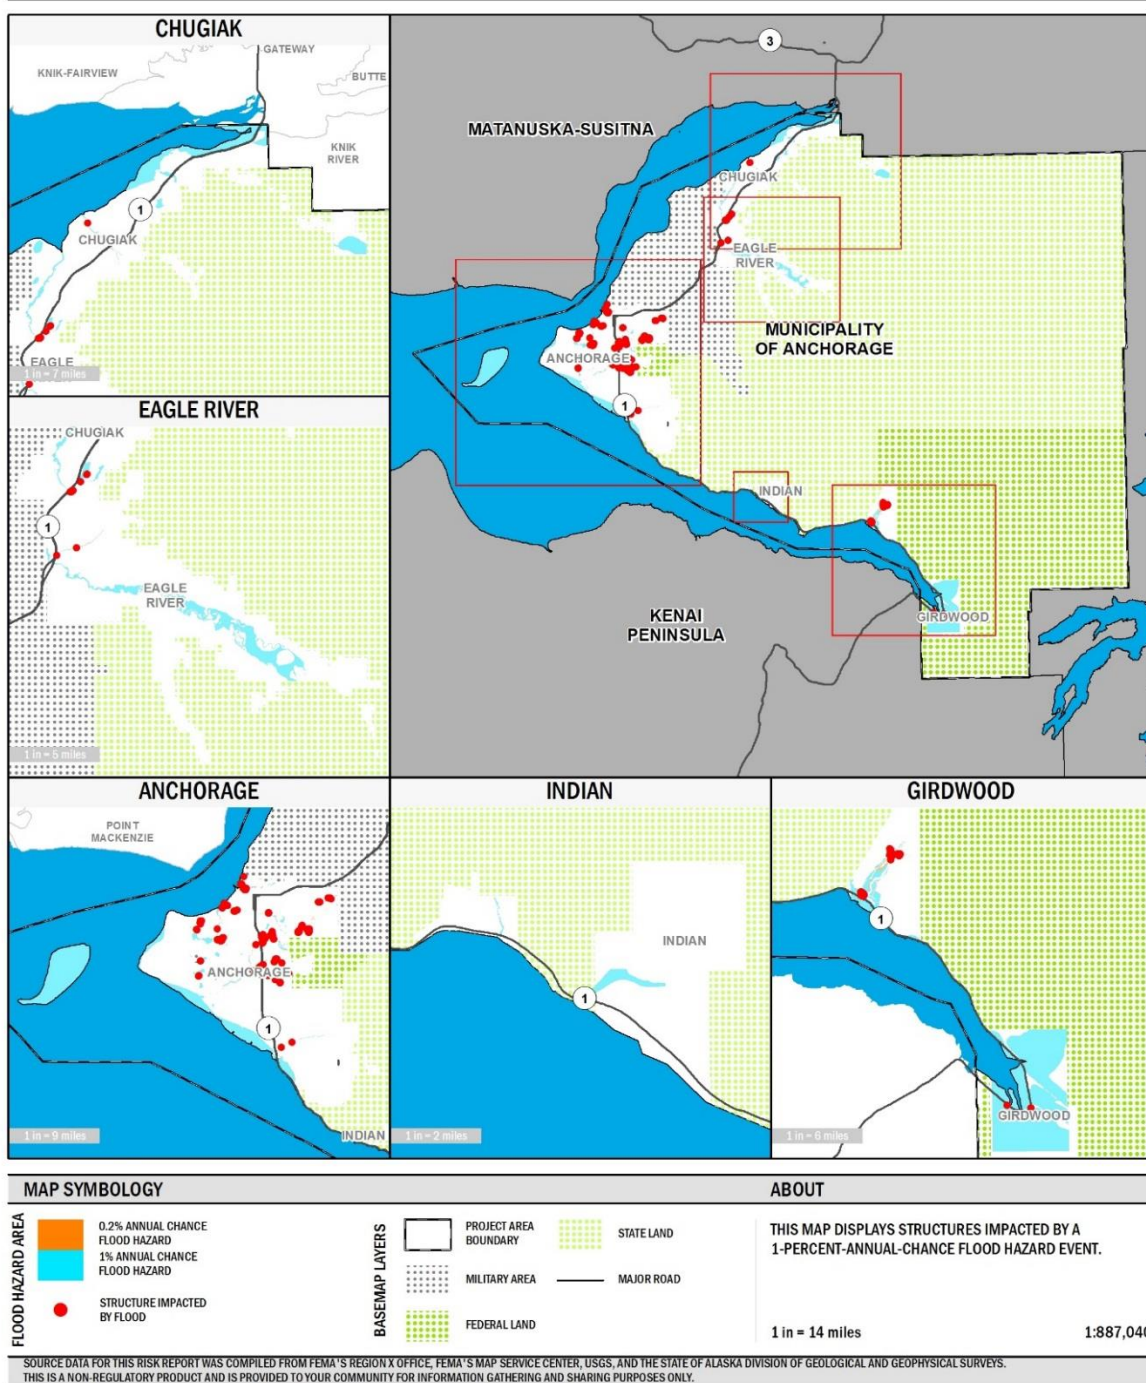 CHUGIAK
GATEWAY
KNIK-FAIRVIEW
BUTTE
KNIK
RIVER
1
CHUGIAK
EAGLE
1 in = 7 miles
3
MATANUSKA-SUSITNA
CHUGIAK
EAGLE
RIVER
MUNICIPALITY
OF ANCHORAGE
ANCHORAGE
1
INDIAN
KENAI
PENINSULA
GIRDWOOD
EAGLE RIVER
CHUGIAK
1
EAGLE
RIVER
1 in = 5 miles
ANCHORAGE
POINT
MACKENZIE
ANCHORAGE
1
INDIAN
1 in = 9 miles
INDIAN
INDIAN
1
1 in = 2 miles
GIRDWOOD
1
GIRDWOOD
1 in = 6 miles
MAP SYMBOLOGY
FLOOD HAZARD AREA
0.2% ANNUAL CHANCE
FLOOD HAZARD
1% ANNUAL CHANCE
FLOOD HAZARD
STRUCTURE IMPACTED
BY FLOOD
BASEMAP LAYERS
PROJECT AREA
BOUNDARY
MILITARY AREA
FEDERAL LAND
STATE LAND
MAJOR ROAD
ABOUT
THIS MAP DISPLAYS STRUCTURES IMPACTED BY A
1-PERCENT-ANNUAL-CHANCE FLOOD HAZARD EVENT.
1 in = 14 miles
1:887,040
SOURCE DATA FOR THIS RISK REPORT WAS COMPILED FROM FEMA'S REGION X OFFICE, FEMA'S MAP SERVICE CENTER, USGS, AND THE STATE OF ALASKA DIVISION OF GEOLOGICAL AND GEOPHYSICAL SURVEYS.
THIS IS A NON-REGULATORY PRODUCT AND IS PROVIDED TO YOUR COMMUNITY FOR INFORMATION GATHERING AND SHARING PURPOSES ONLY.